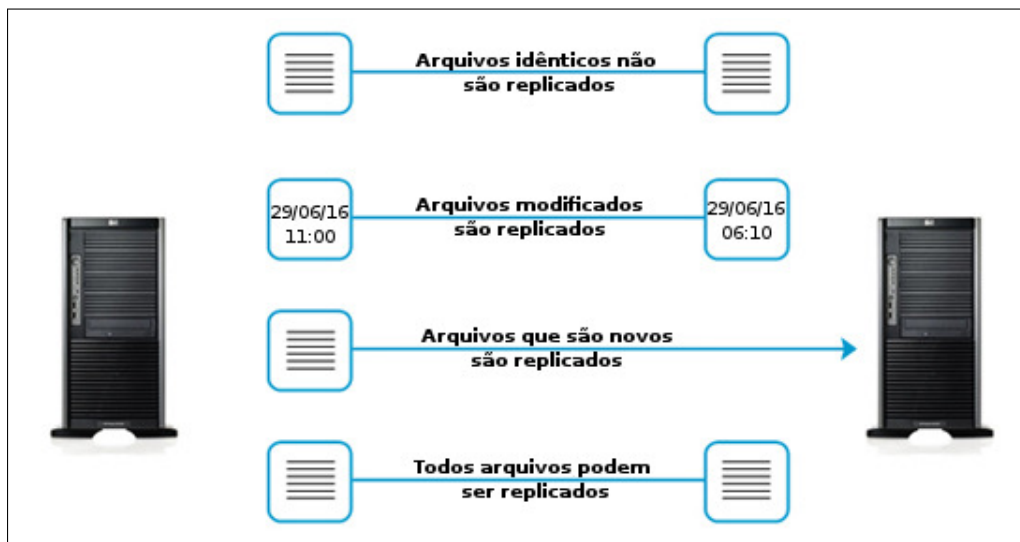 Arquivos idênticos não
são replicados
29/06/16
11:00
Arquivos modificados
são replicados
29/06/16
06:10
Arquivos que são novos
são replicados
Todos arquivos podem
ser replicados